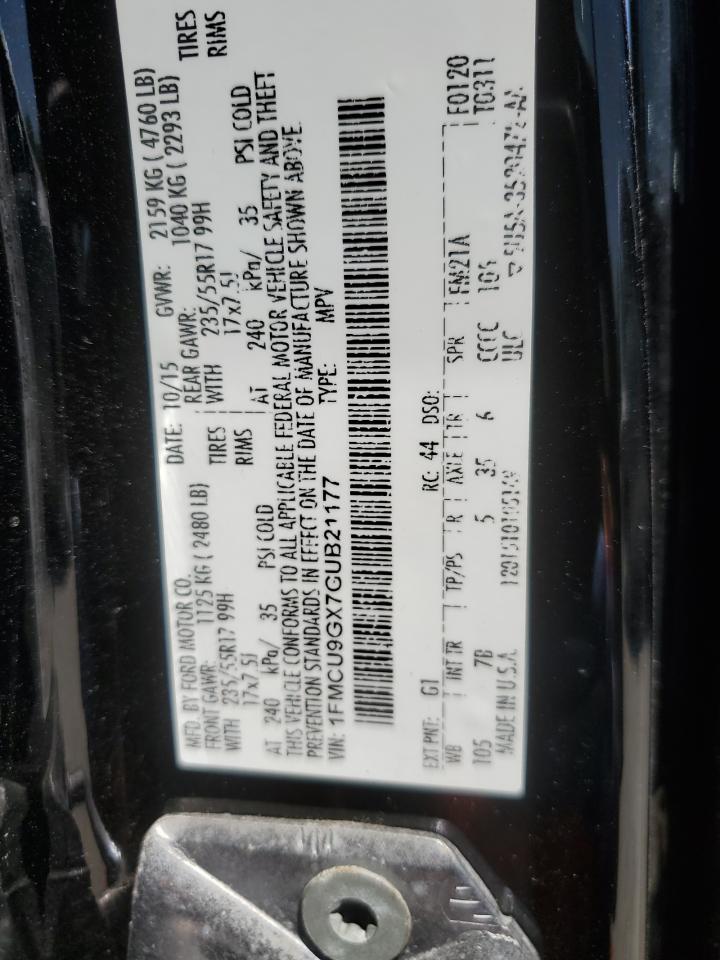 MFD. BY FORD MOTOR CO.
DATE: 10/15 GVWR: 2159 KG ( 4760 LB)
FRONT GAWR: 1125 KG ( 2480 LB) REAR GAWR: 1040 KG ( 2293 LB)
WITH 235/55R17 99H TIRES WITH 235/55R17 99H TIRES
17x7.5J RIMS 17x7.5J RIMS
AT 240 kPa/ 35 PSI COLD AT 240 kPa/ 35 PSI COLD
THIS VEHICLE CONFORMS TO ALL APPLICABLE FEDERAL MOTOR VEHICLE SAFETY AND THEFT
PREVENTION STANDARDS IN EFFECT ON THE DATE OF MANUFACTURE SHOWN ABOVE.
VIN: 1FMCU9GX7GUB21177 TYPE: MPV
EXT PNT: G1 RC: 44 DSO: F0120
WB INT TR TP/PS R AXLE TR SPR FM21A T0311
105 7B 5 35 6 CCCC 105
MADE IN U.S.A. ULC